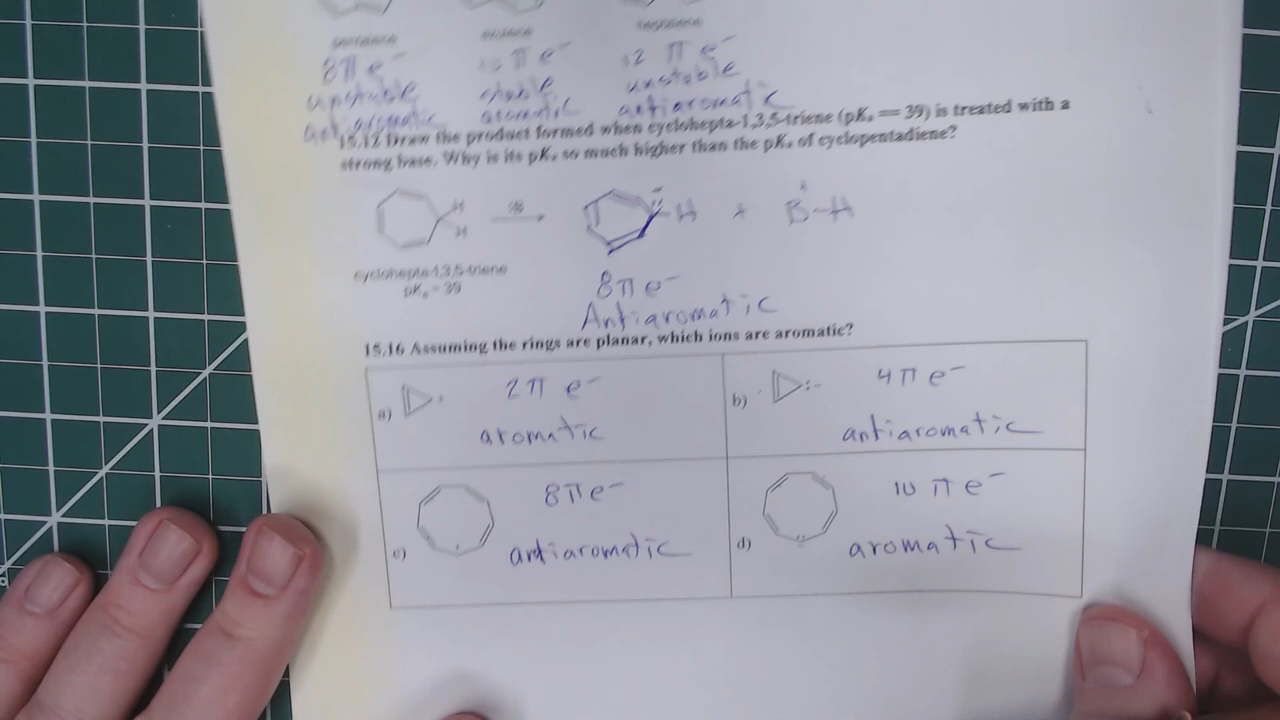 8π e⁻ 10 π e⁻ 12 π e⁻
unstable stable unstable
antiaromatic aromatic antiaromatic
15.12 Draw the product formed when cyclohepta-1,3,5-triene (pKₐ = 39) is treated with a
strong base. Why is its pKₐ so much higher than the pKₐ of cyclopentadiene?
H
H
:B
H + B-H
cyclohepta-1,3,5-triene
pKₐ = 39
8π e⁻
Antiaromatic
15.16 Assuming the rings are planar, which ions are aromatic?
a) 2π e⁻
aromatic
b) 4π e⁻
antiaromatic
c) 8π e⁻
antiaromatic
d) 10 π e⁻
aromatic